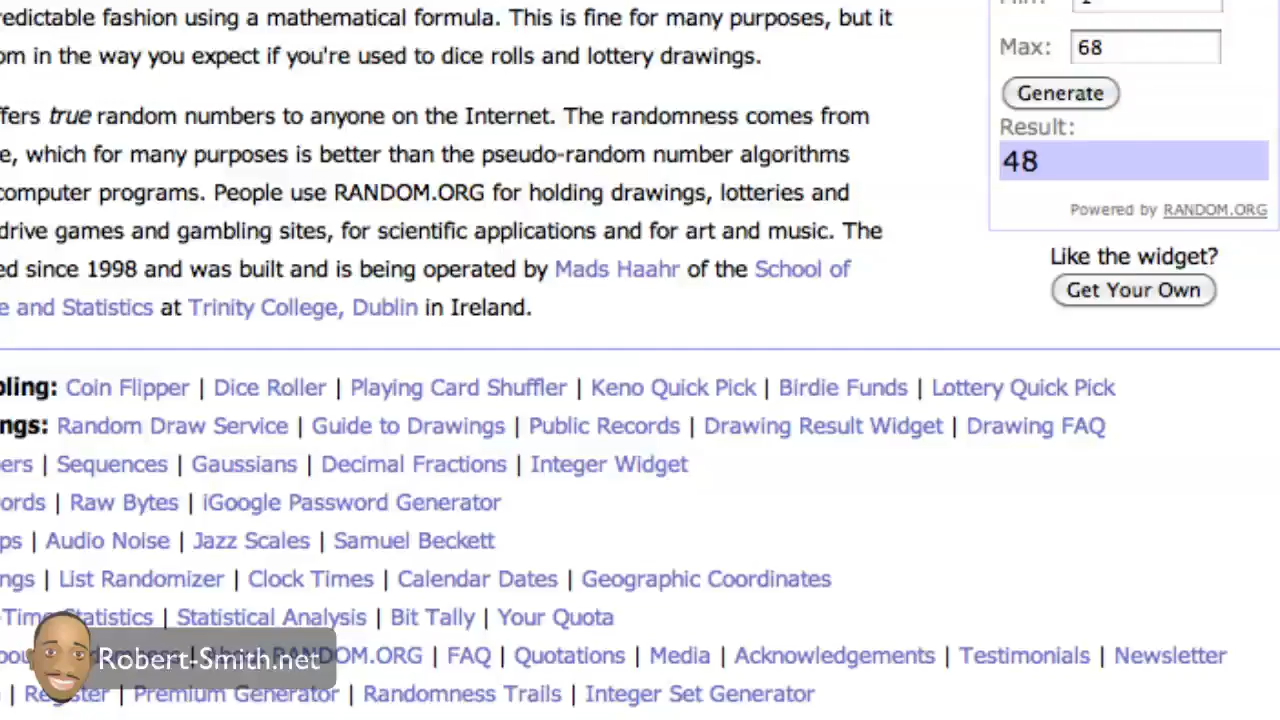 redictable fashion using a mathematical formula. This is fine for many purposes, but it
om in the way you expect if you're used to dice rolls and lottery drawings.
Max: 68
Generate
Result:
48
Powered by RANDOM.ORG
Like the widget?
Get Your Own
ffers true random numbers to anyone on the Internet. The randomness comes from
e, which for many purposes is better than the pseudo-random number algorithms
computer programs. People use RANDOM.ORG for holding drawings, lotteries and
drive games and gambling sites, for scientific applications and for art and music. The
ed since 1998 and was built and is being operated by Mads Haahr of the School of
e and Statistics at Trinity College, Dublin in Ireland.
bling: Coin Flipper | Dice Roller | Playing Card Shuffler | Keno Quick Pick | Birdie Funds | Lottery Quick Pick
ings: Random Draw Service | Guide to Drawings | Public Records | Drawing Result Widget | Drawing FAQ
ers | Sequences | Gaussians | Decimal Fractions | Integer Widget
ords | Raw Bytes | iGoogle Password Generator
ps | Audio Noise | Jazz Scales | Samuel Beckett
ngs | List Randomizer | Clock Times | Calendar Dates | Geographic Coordinates
-Time Statistics | Statistical Analysis | Bit Tally | Your Quota
RANDOM.ORG | FAQ | Quotations | Media | Acknowledgements | Testimonials | Newsletter
| Register | Premium Generator | Randomness Trails | Integer Set Generator
Robert-Smith.net